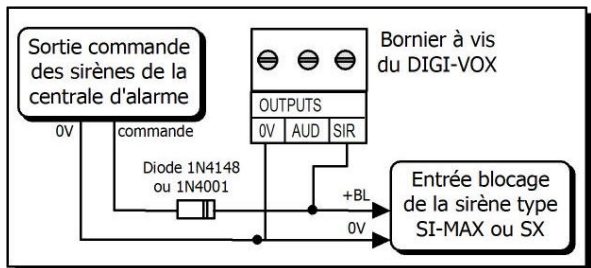 Sortie commande
des sirènes de la
centrale d'alarme
Bornier à vis
du DIGI-VOX
OUTPUTS
0V AUD SIR
0V commande
Diode 1N4148
ou 1N4001
+BL
0V
Entrée blocage
de la sirène type
SI-MAX ou SX